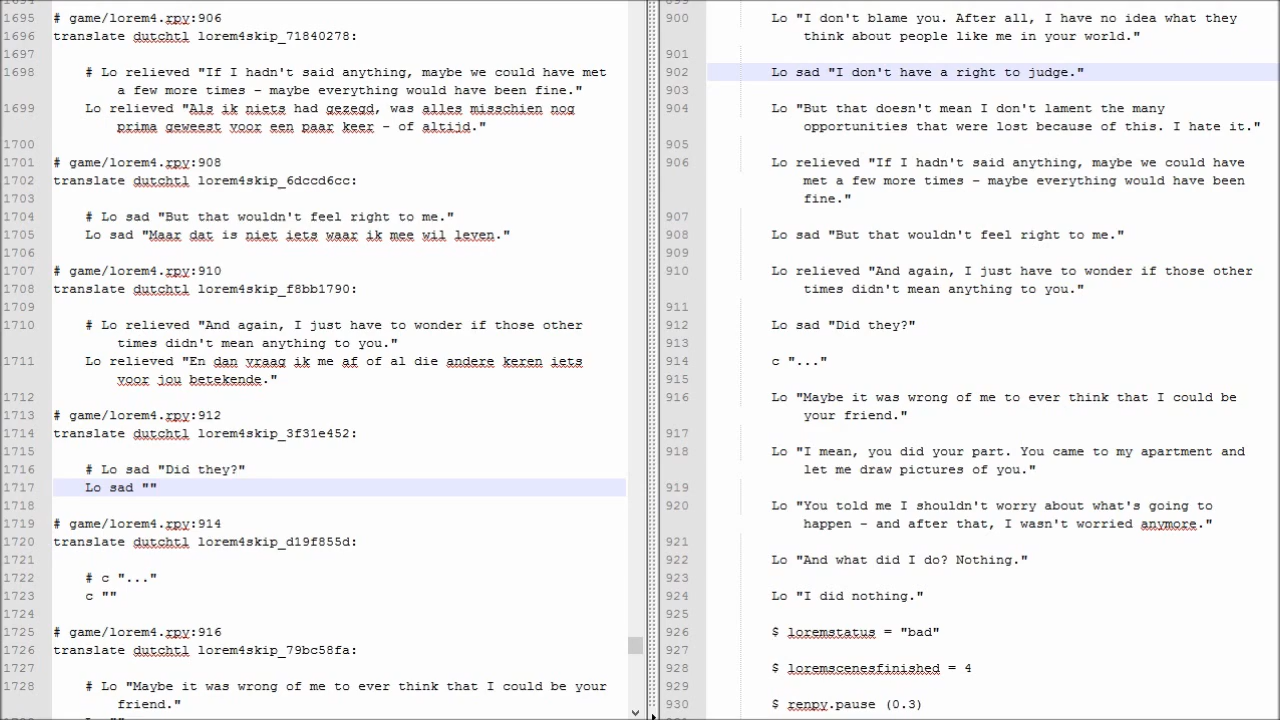 1694
1695 # game/lorem4.rpy:906
1696 translate dutchtl lorem4skip_71840278:
1697
1698 # Lo relieved "If I hadn't said anything, maybe we could have met
a few more times - maybe everything would have been fine."
1699 Lo relieved "Als ik niets had gezegd, was alles misschien nog
prima geweest voor een paar keer - of altijd."
1700
1701 # game/lorem4.rpy:908
1702 translate dutchtl lorem4skip_6dccd6cc:
1703
1704 # Lo sad "But that wouldn't feel right to me."
1705 Lo sad "Maar dat is niet iets waar ik mee wil leven."
1706
1707 # game/lorem4.rpy:910
1708 translate dutchtl lorem4skip_f8bb1790:
1709
1710 # Lo relieved "And again, I just have to wonder if those other
times didn't mean anything to you."
1711 Lo relieved "En dan vraag ik me af of al die andere keren iets
voor jou betekende."
1712
1713 # game/lorem4.rpy:912
1714 translate dutchtl lorem4skip_3f31e452:
1715
1716 # Lo sad "Did they?"
1717 Lo sad ""
1718
1719 # game/lorem4.rpy:914
1720 translate dutchtl lorem4skip_d19f855d:
1721
1722 # c "..."
1723 c ""
1724
1725 # game/lorem4.rpy:916
1726 translate dutchtl lorem4skip_79bc58fa:
1727
1728 # Lo "Maybe it was wrong of me to ever think that I could be your
friend."
900 Lo "I don't blame you. After all, I have no idea what they
think about people like me in your world."
901
902 Lo sad "I don't have a right to judge."
903
904 Lo "But that doen't mean I don't lament the many
opportunities that were lost because of this. I hate it."
905
906 Lo relieved "If I hadn't said anything, maybe we could have
met a few more times - maybe everything would have been
fine."
907
908 Lo sad "But that wouldn't feel right to me."
909
910 Lo relieved "And again, I just have to wonder if those other
times didn't mean anything to you."
911
912 Lo sad "Did they?"
913
914 c "..."
915
916 Lo "Maybe it was wrong of me to ever think that I could be
your friend."
917
918 Lo "I mean, you did your part. You came to my apartment and
let me draw pictures of you."
919
920 Lo "You told me I shouldn't worry about what's going to
happen - and after that, I wasn't worried anymore."
921
922 Lo "And what did I do? Nothing."
923
924 Lo "I did nothing."
925
926 $ loremstatus = "bad"
927
928 $ loremscenesfinished = 4
929
930 $ renpy.pause (0.3)